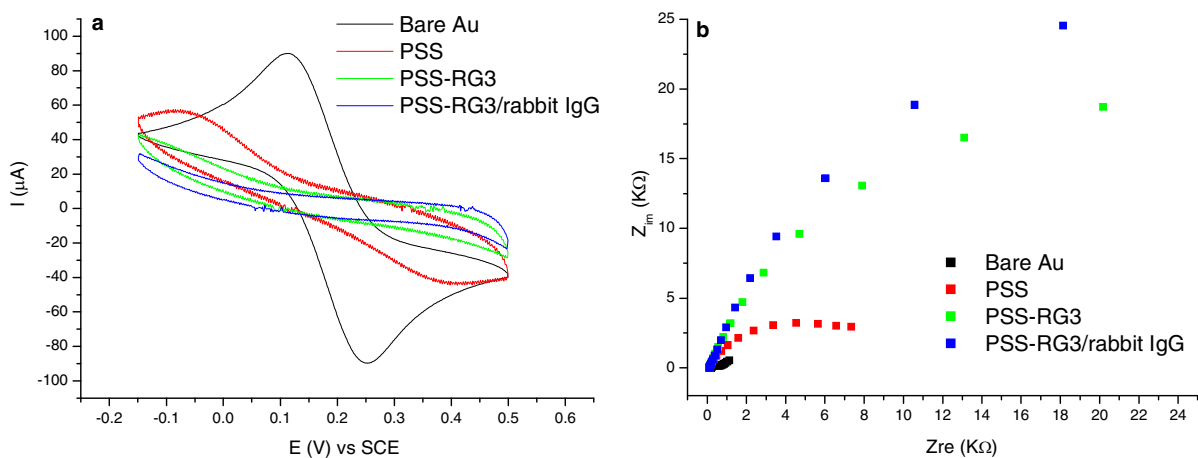 a
Bare Au
PSS
PSS-RG3
PSS-RG3/rabbit IgG
100
80
60
40
20
0
-20
-40
-60
-80
-100
I (μA)
-0.2 -0.1 0.0 0.1 0.2 0.3 0.4 0.5 0.6
E (V) vs SCE
b
25
20
15
10
5
0
Zim (KΩ)
Bare Au
PSS
PSS-RG3
PSS-RG3/rabbit IgG
0 2 4 6 8 10 12 14 16 18 20 22 24
Zre (KΩ)